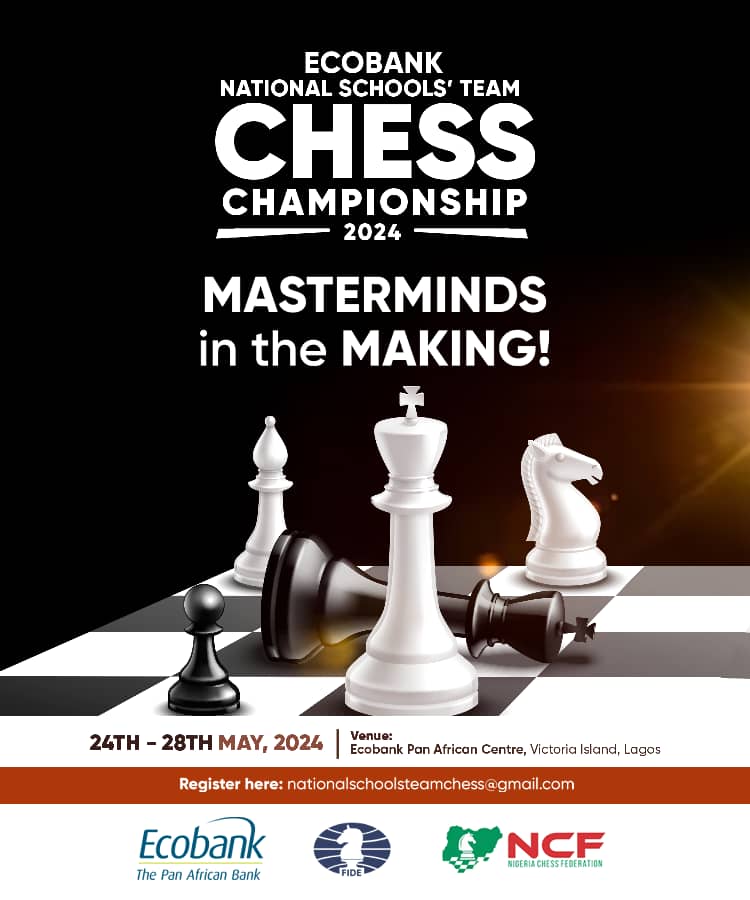 ECOBANK
NATIONAL SCHOOLS' TEAM
CHESS
CHAMPIONSHIP
2024
MASTERMINDS
in the MAKING!
24TH - 28TH MAY, 2024
Venue:
Ecobank Pan African Centre, Victoria Island, Lagos
Register here: nationalschoolsteamchess@gmail.com
Ecobank
The Pan African Bank
FIDE
NCF
NIGERIA CHESS FEDERATION